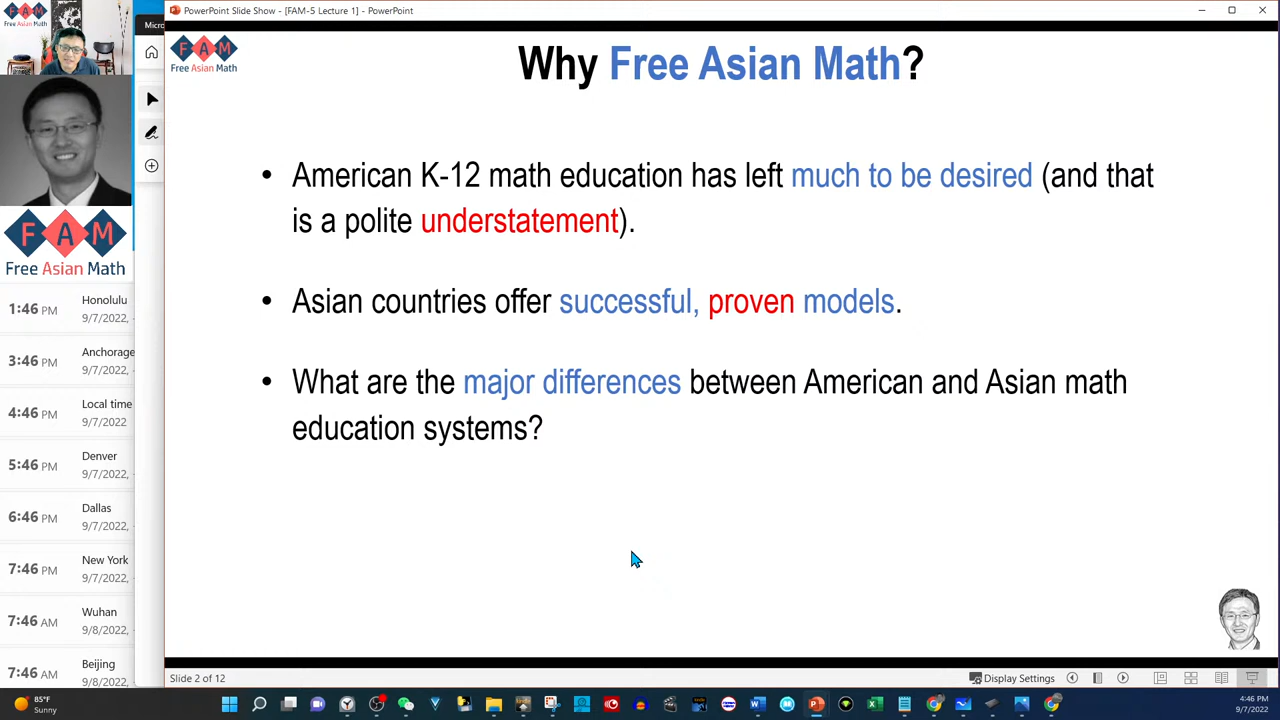 FAM
Free Asian Math
PowerPoint Slide Show - [FAM-5 Lecture 1] - PowerPoint
Micro
FAM
Free Asian Math
Why Free Asian Math?
• American K-12 math education has left much to be desired (and that
is a polite understatement).
• Asian countries offer successful, proven models.
• What are the major differences between American and Asian math
education systems?
FAM
Free Asian Math
1:46 PM Honolulu
9/7/2022,
3:46 PM Anchorage
9/7/2022,
4:46 PM Local time
9/7/2022
5:46 PM Denver
9/7/2022,
6:46 PM Dallas
9/7/2022,
7:46 PM New York
9/7/2022,
7:46 AM Wuhan
9/8/2022,
7:46 AM Beijing
9/8/2022,
Slide 2 of 12
Display Settings
85°F
Sunny
4:46 PM
9/7/2022